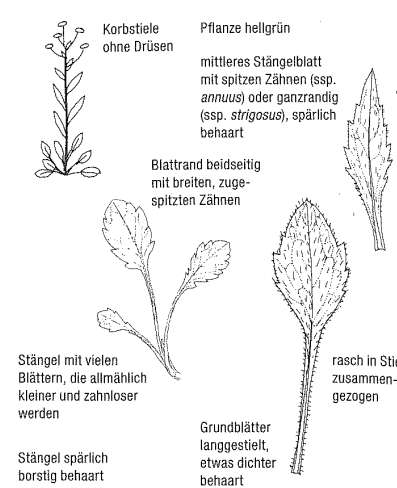 Korbstiele
ohne Drüsen
Pflanze hellgrün
mittleres Stängelblatt
mit spitzen Zähnen (ssp.
annuus) oder ganzrandig
(ssp. strigosus), spärlich
behaart
Blattrand beidseitig
mit breiten, zuge-
spitzten Zähnen
Stängel mit vielen
Blättern, die allmählich
kleiner und zahnloser
werden
rasch in
zusammen-
gezogen
Grundblätter
langgestielt,
etwas dichter
behaart
Stängel spärlich
borstig behaart